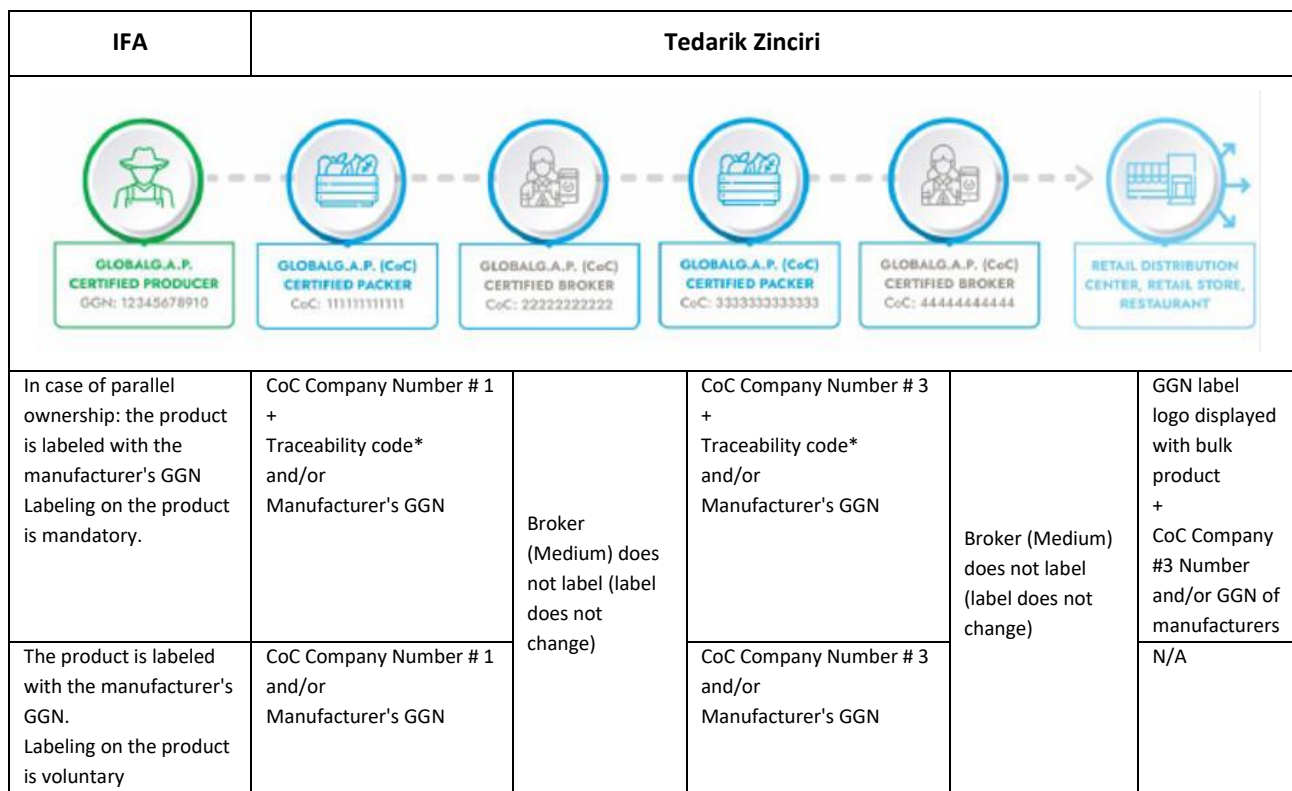 IFA
Tedarik Zinciri
GLOBALG.A.P.
CERTIFIED PRODUCER
GGN: 12345678910
GLOBALG.A.P. (CoC)
CERTIFIED PACKER
CoC: 111111111111
GLOBALG.A.P. (CoC)
CERTIFIED BROKER
CoC: 22222222222
GLOBALG.A.P. (CoC)
CERTIFIED PACKER
CoC: 3333333333333
GLOBALG.A.P. (CoC)
CERTIFIED BROKER
CoC: 44444444444
RETAIL DISTRIBUTION
CENTER, RETAIL STORE,
RESTAURANT
In case of parallel
ownership: the product
is labeled with the
manufacturer's GGN
Labeling on the product
is mandatory.
CoC Company Number # 1
+
Traceability code*
and/or
Manufacturer's GGN
Broker
(Medium) does
not label (label
does not
change)
CoC Company Number # 3
+
Traceability code*
and/or
Manufacturer's GGN
Broker (Medium)
does not label
(label does not
change)
GGN label
logo displayed
with bulk
product
+
CoC Company
#3 Number
and/or GGN of
manufacturers
The product is labeled
with the manufacturer's
GGN.
Labeling on the product
is voluntary
CoC Company Number # 1
and/or
Manufacturer's GGN
CoC Company Number # 3
and/or
Manufacturer's GGN
N/A